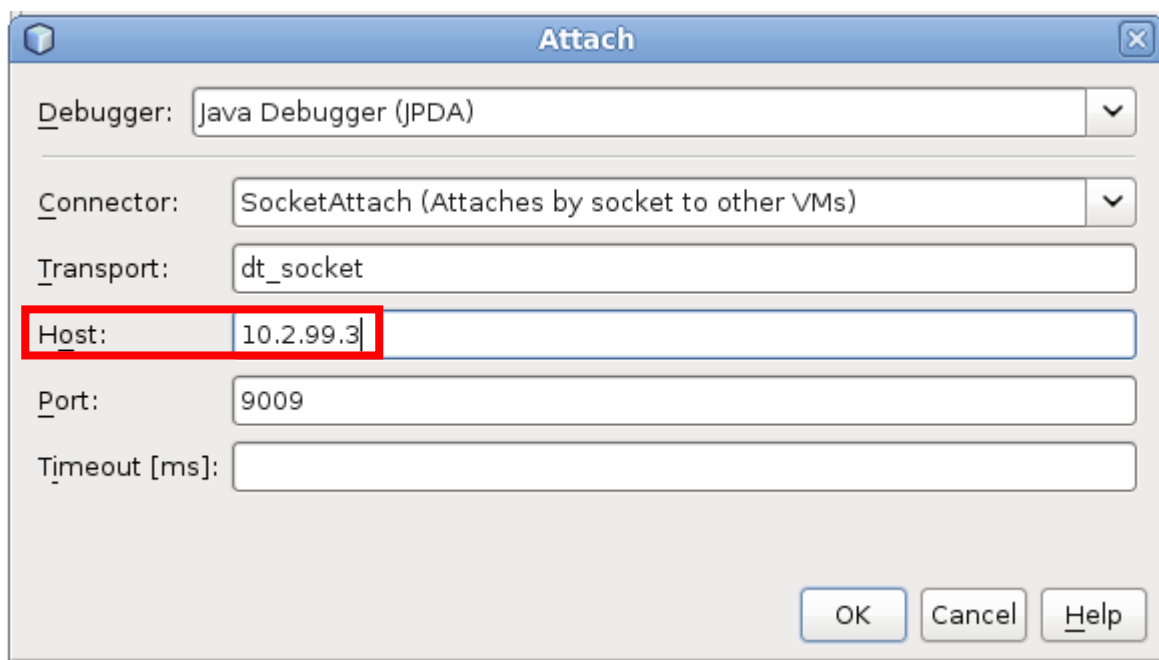 Attach
Debugger: Java Debugger (JPDA)
Connector: SocketAttach (Attaches by socket to other VMs)
Transport: dt_socket
Host: 10.2.99.3
Port: 9009
Timeout [ms]:
OK Cancel Help